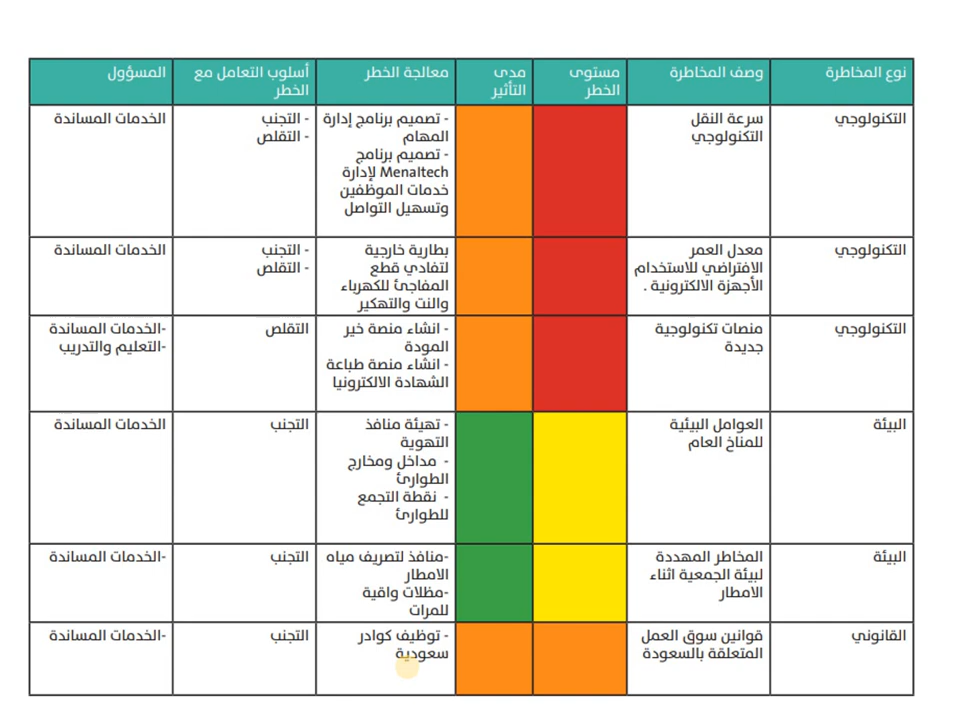 نوع المخاطرة
وصف المخاطرة
مستوى
الخطر
مدى
التأثير
معالجة الخطر
أسلوب التعامل مع
الخطر
المسؤول
التكنولوجي
سرعة النقل
التكنولوجي
- تصميم برنامج إدارة
المهام
- تصميم برنامج
Menaltech لإدارة
خدمات الموظفين
وتسهيل التواصل
- التجنب
- التقلص
الخدمات المساندة
التكنولوجي
معدل العمر
الافتراضي للاستخدام
الأجهزة الالكترونية .
بطارية خارجية
لتفادي قطع
المفاجئ للكهرباء
والنت والتهكير
- التجنب
- التقلص
الخدمات المساندة
التكنولوجي
منصات تكنولوجية
جديدة
- انشاء منصة خير
المودة
- انشاء منصة طباعة
الشهادة الالكترونيا
التقلص
-الخدمات المساندة
-التعليم والتدريب
البيئة
العوامل البيئية
للمناخ العام
- تهيئة منافذ
التهوية
- مداخل ومخارج
الطوارئ
- نقطة التجمع
للطوارئ
التجنب
الخدمات المساندة
البيئة
المخاطر المهددة
لبيئة الجمعية اثناء
الامطار
-منافذ لتصريف مياه
الامطار
-مظلات واقية
للمرات
التجنب
-الخدمات المساندة
القانوني
قوانين سوق العمل
المتعلقة بالسعودة
- توظيف كوادر
سعودية
التجنب
-الخدمات المساندة